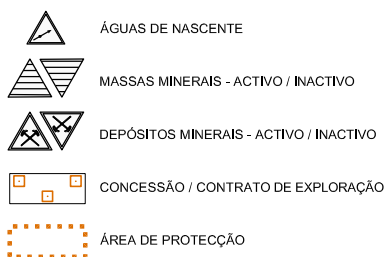 ÁGUAS DE NASCENTE
MASSAS MINERAIS - ACTIVO / INACTIVO
DEPÓSITOS MINERAIS - ACTIVO / INACTIVO
CONCESSÃO / CONTRATO DE EXPLORAÇÃO
ÁREA DE PROTECÇÃO